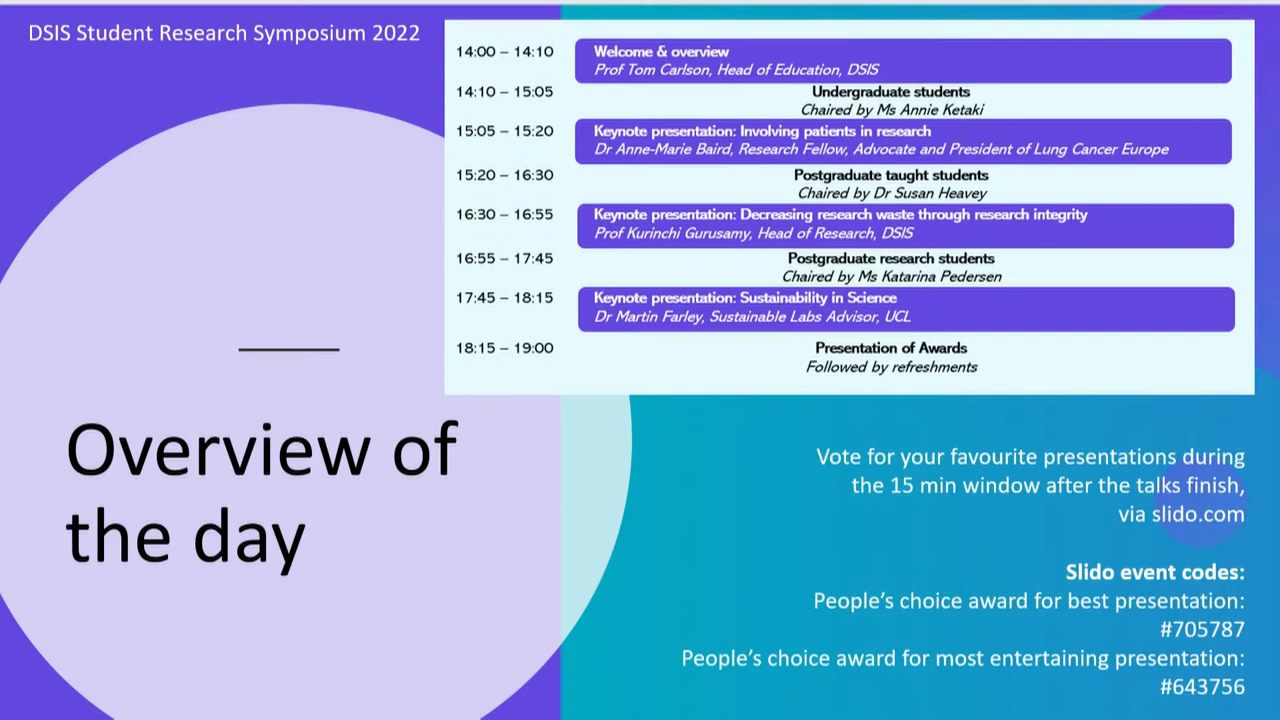 DSIS Student Research Symposium 2022
14:00 – 14:10
Welcome & overview
Prof Tom Carlson, Head of Education, DSIS
14:10 – 15:05
Undergraduate students
Chaired by Ms Annie Ketaki
15:05 – 15:20
Keynote presentation: Involving patients in research
Dr Anne-Marie Baird, Research Fellow, Advocate and President of Lung Cancer Europe
15:20 – 16:30
Postgraduate taught students
Chaired by Dr Susan Heavey
16:30 – 16:55
Keynote presentation: Decreasing research waste through research integrity
Prof Kurinchi Gurusamy, Head of Research, DSIS
16:55 – 17:45
Postgraduate research students
Chaired by Ms Katarina Pedersen
17:45 – 18:15
Keynote presentation: Sustainability in Science
Dr Martin Farley, Sustainable Labs Advisor, UCL
18:15 – 19:00
Presentation of Awards
Followed by refreshments
Overview of
the day
Vote for your favourite presentations during
the 15 min window after the talks finish,
via slido.com
Slido event codes:
People’s choice award for best presentation:
#705787
People’s choice award for most entertaining presentation:
#643756